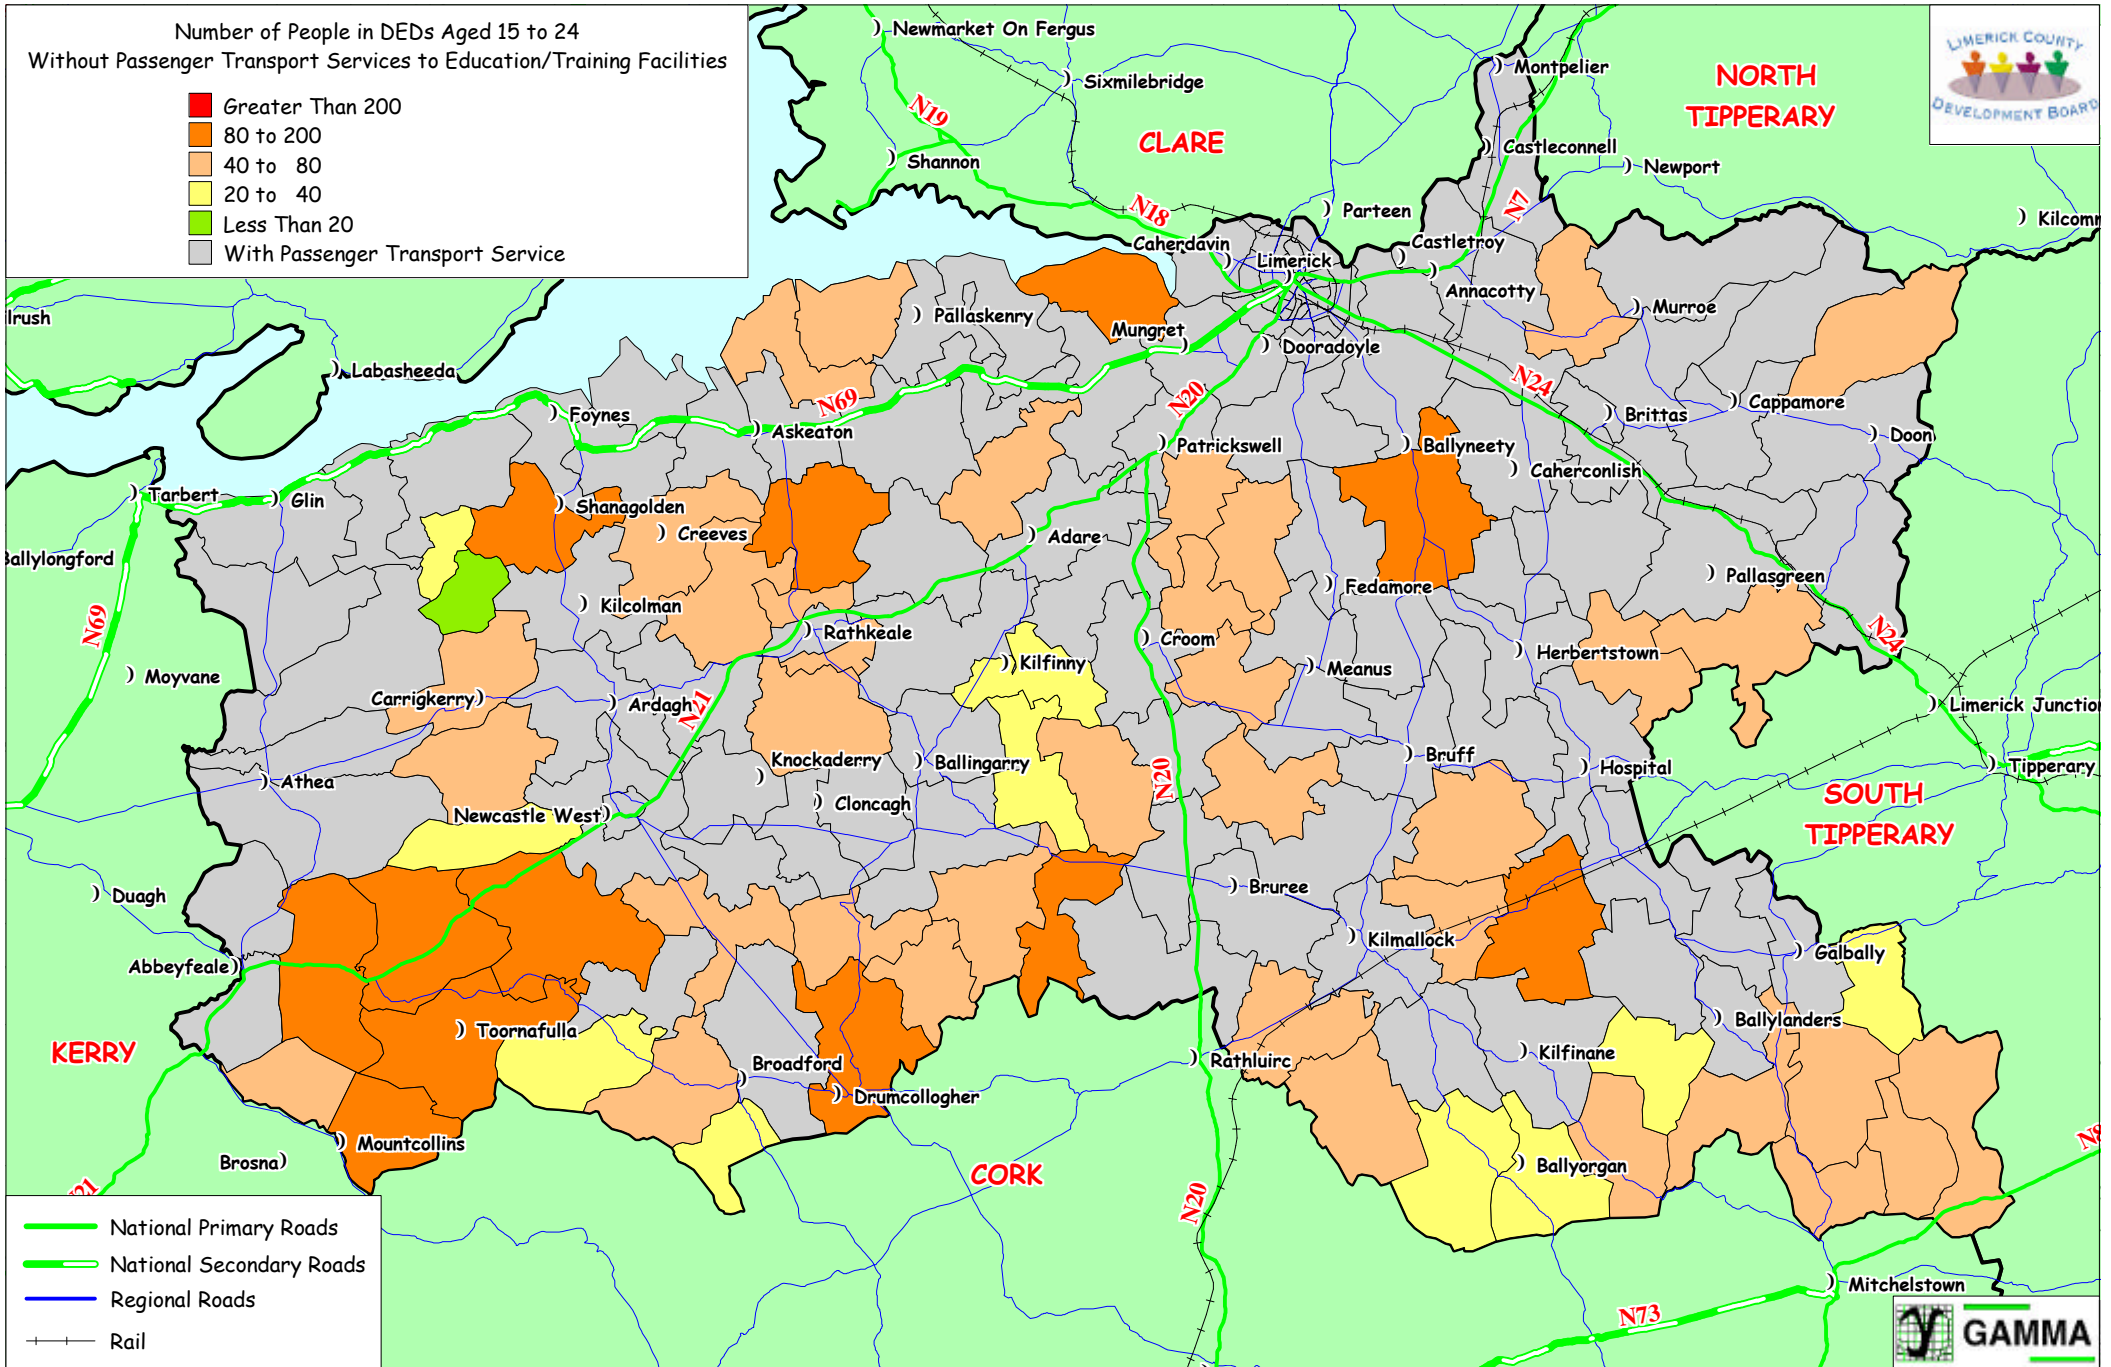 Number of People in DEDs Aged 15 to 24
Without Passenger Transport Services to Education/Training Facilities
Greater Than 200
80 to 200
40 to 80
20 to 40
Less Than 20
With Passenger Transport Service
LIMERICK COUNTY
DEVELOPMENT BOARD
Newmarket On Fergus
Sixmilebridge
Montpelier
NORTH
TIPPERARY
N19
CLARE
Shannon
Castleconnell
Newport
N18
N7
Parteen
Kilcomm
Caherdavin
Castletroy
Limerick
Annacotty
Murroe
ilrush
Pallaskenry
Mungret
Dooradoyle
Labasheeda
N69
N20
N24
Foynes
Askeaton
Brittas
Cappamore
Patrickswell
Ballyneety
Doon
Caherconlish
Tarbert
Glin
Shanagolden
Creeves
Adare
Ballylongford
Pallasgreen
Kilcolman
Fedamore
N69
Rathkeale
Croom
N24
Kilfinny
Herbertstown
Moyvane
Meanus
Carrigkerry
Ardagh
N21
Limerick Junction
Knockaderry
Ballingarry
N20
Bruff
Hospital
Tipperary
Athea
Cloncagh
SOUTH
TIPPERARY
Newcastle West
Duagh
Bruree
Kilmallock
Galbally
Abbeyfeale
Toornafulla
Ballylanders
KERRY
Broadford
Rathluirc
Kilfinane
Drumcollogher
Mountcollins
Brosna
CORK
Ballyorgan
N8
N21
N20
National Primary Roads
National Secondary Roads
Regional Roads
Rail
Mitchelstown
N73
GAMMA